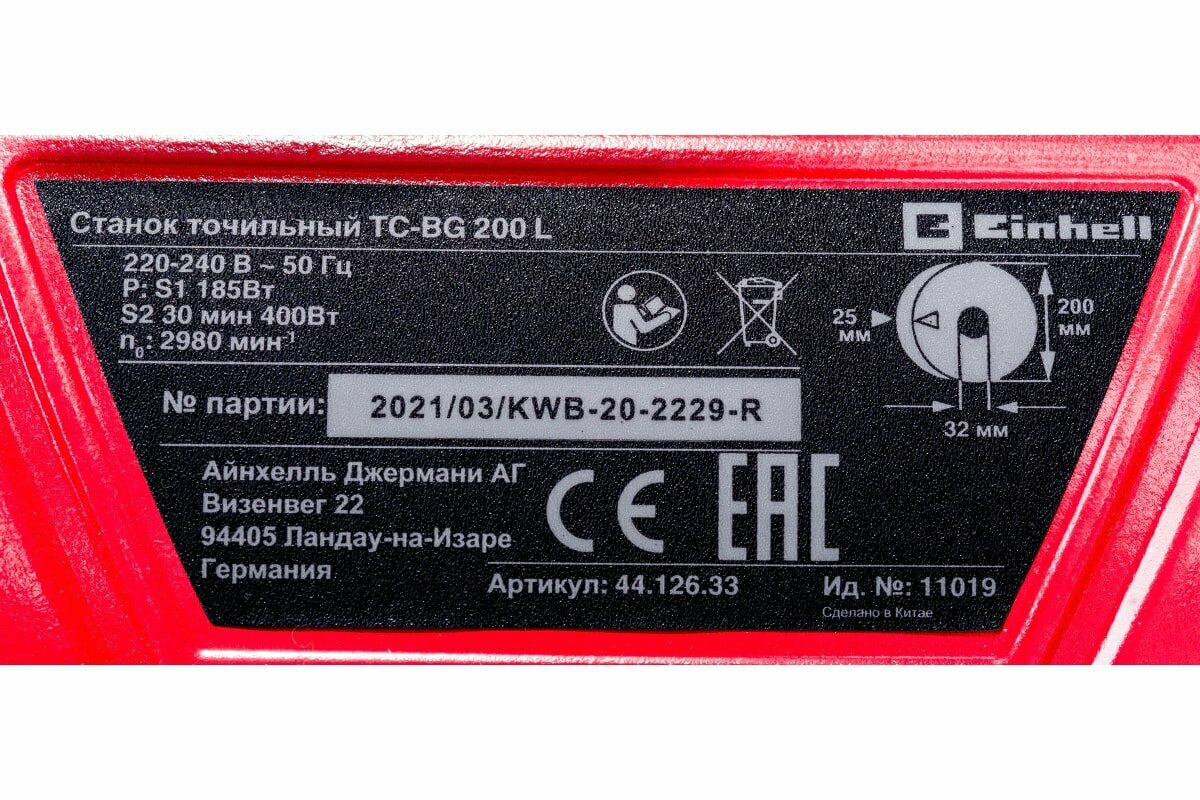 Станок точильный TC-BG 200 L
Einhell
220-240 В ~ 50 Гц
P: S1 185Вт
S2 30 мин 400Вт
n₀: 2980 мин⁻¹
25 мм
200 мм
32 мм
№ партии: 2021/03/KWB-20-2229-R
Айнхелль Джермани АГ
Визенвег 22
94405 Ландау-на-Изаре
Германия
CE EAC
Артикул: 44.126.33
Ид. №: 11019
Сделано в Китае